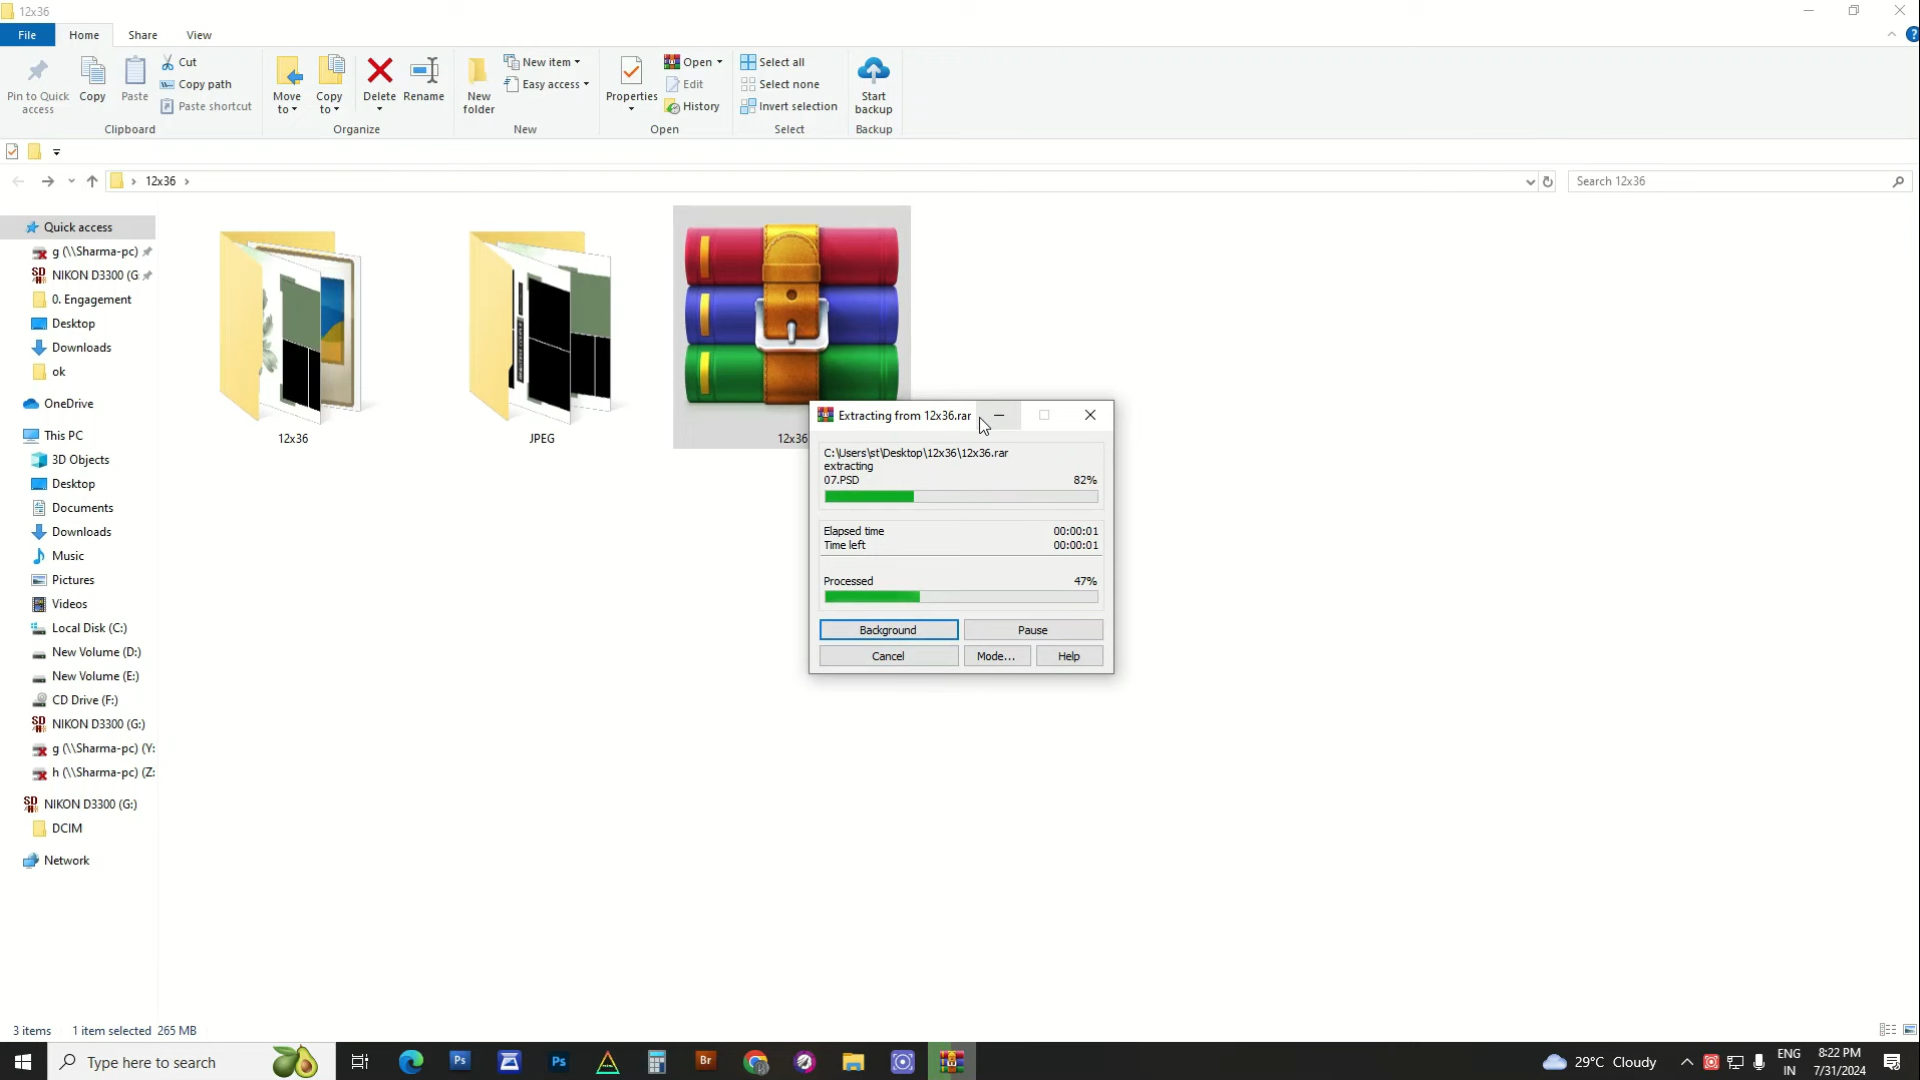 12x36
File
Home
Share
View
Pin to Quick
access
Copy
Paste
Cut
Copy path
Paste shortcut
Clipboard
Move
to
Copy
to
Delete
Rename
Organize
New
folder
New item
Easy access
New
Properties
Open
Edit
History
Open
Select all
Select none
Invert selection
Select
Start
backup
Backup
12x36
Search 12x36
Quick access
g (\\Sharma-pc)
NIKON D3300 (G
0. Engagement
Desktop
Downloads
ok
OneDrive
This PC
3D Objects
Desktop
Documents
Downloads
Music
Pictures
Videos
Local Disk (C:)
New Volume (D:)
New Volume (E:)
CD Drive (F:)
NIKON D3300 (G:)
g (\\Sharma-pc) (Y:
h (\\Sharma-pc) (Z:
NIKON D3300 (G:)
DCIM
Network
12x36
JPEG
12x36
Extracting from 12x36.rar
C:\Users\st\Desktop\12x36\12x36.rar
extracting
07.PSD 82%
Elapsed time 00:00:01
Time left 00:00:01
Processed 47%
Background
Pause
Cancel
Mode...
Help
3 items 1 item selected 265 MB
Type here to search
Ps
Ps
Br
29°C Cloudy
ENG
IN
8:22 PM
7/31/2024